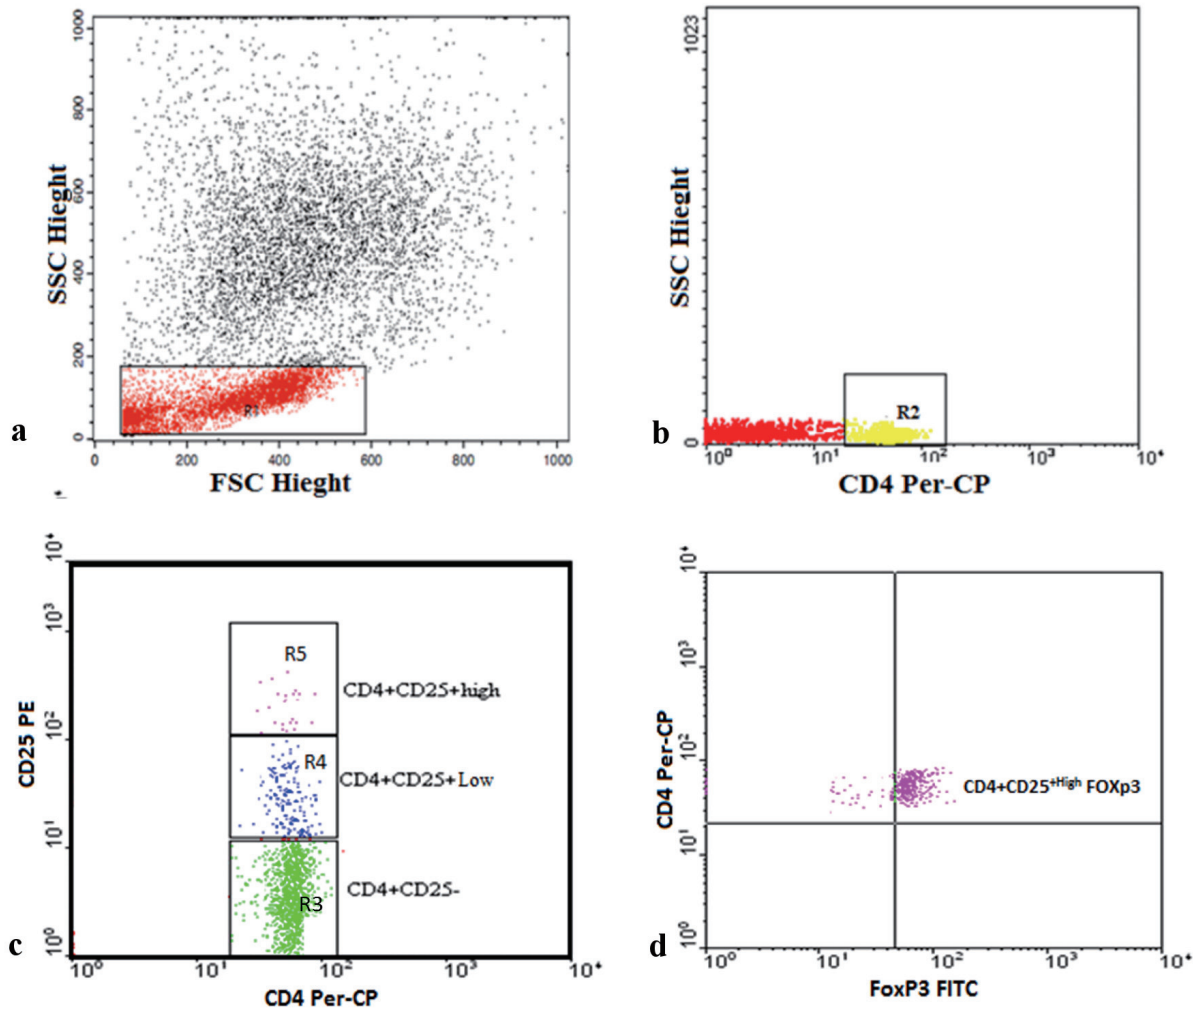 1000
800
600
400
200
0
SSC Hieght
R1
0
200
400
600
800
1000
FSC Hieght
a
1023
0
SSC Hieght
R2
10⁰
10¹
10²
10³
10⁴
CD4 Per-CP
b
10⁴
10³
10²
10¹
10⁰
CD25 PE
R5
CD4+CD25+high
R4
CD4+CD25+Low
R3
CD4+CD25-
10⁰
10¹
10²
10³
10⁴
CD4 Per-CP
c
10⁴
10³
10²
10¹
10⁰
CD4 Per-CP
CD4+CD25⁺ᴴⁱᵍʰ FOXp3
10⁰
10¹
10²
10³
10⁴
FoxP3 FITC
d